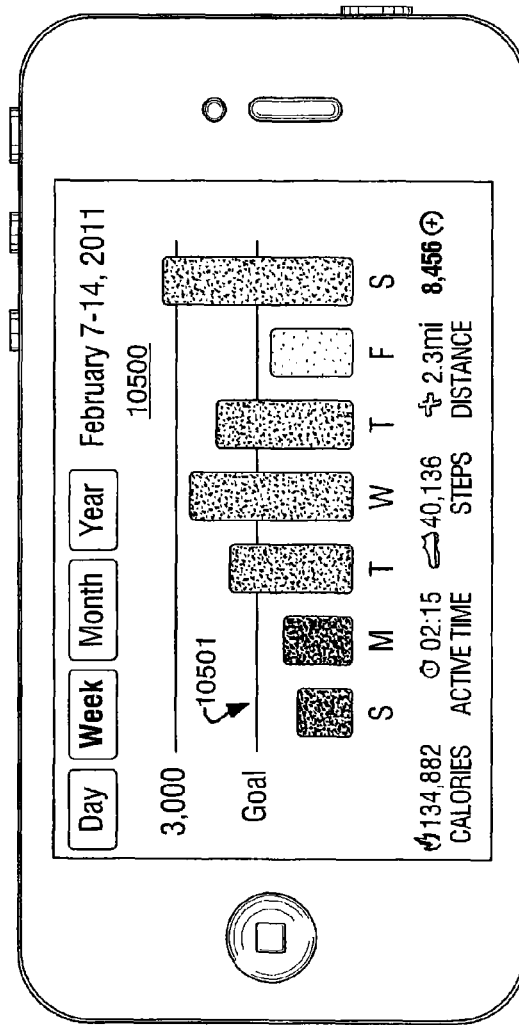 Day Week Month Year February 7-14, 2011
10500
3,000
10501
Goal
S M T W T F S
134,882 02:15 40,136 2.3mi 8,456
CALORIES ACTIVE TIME STEPS DISTANCE